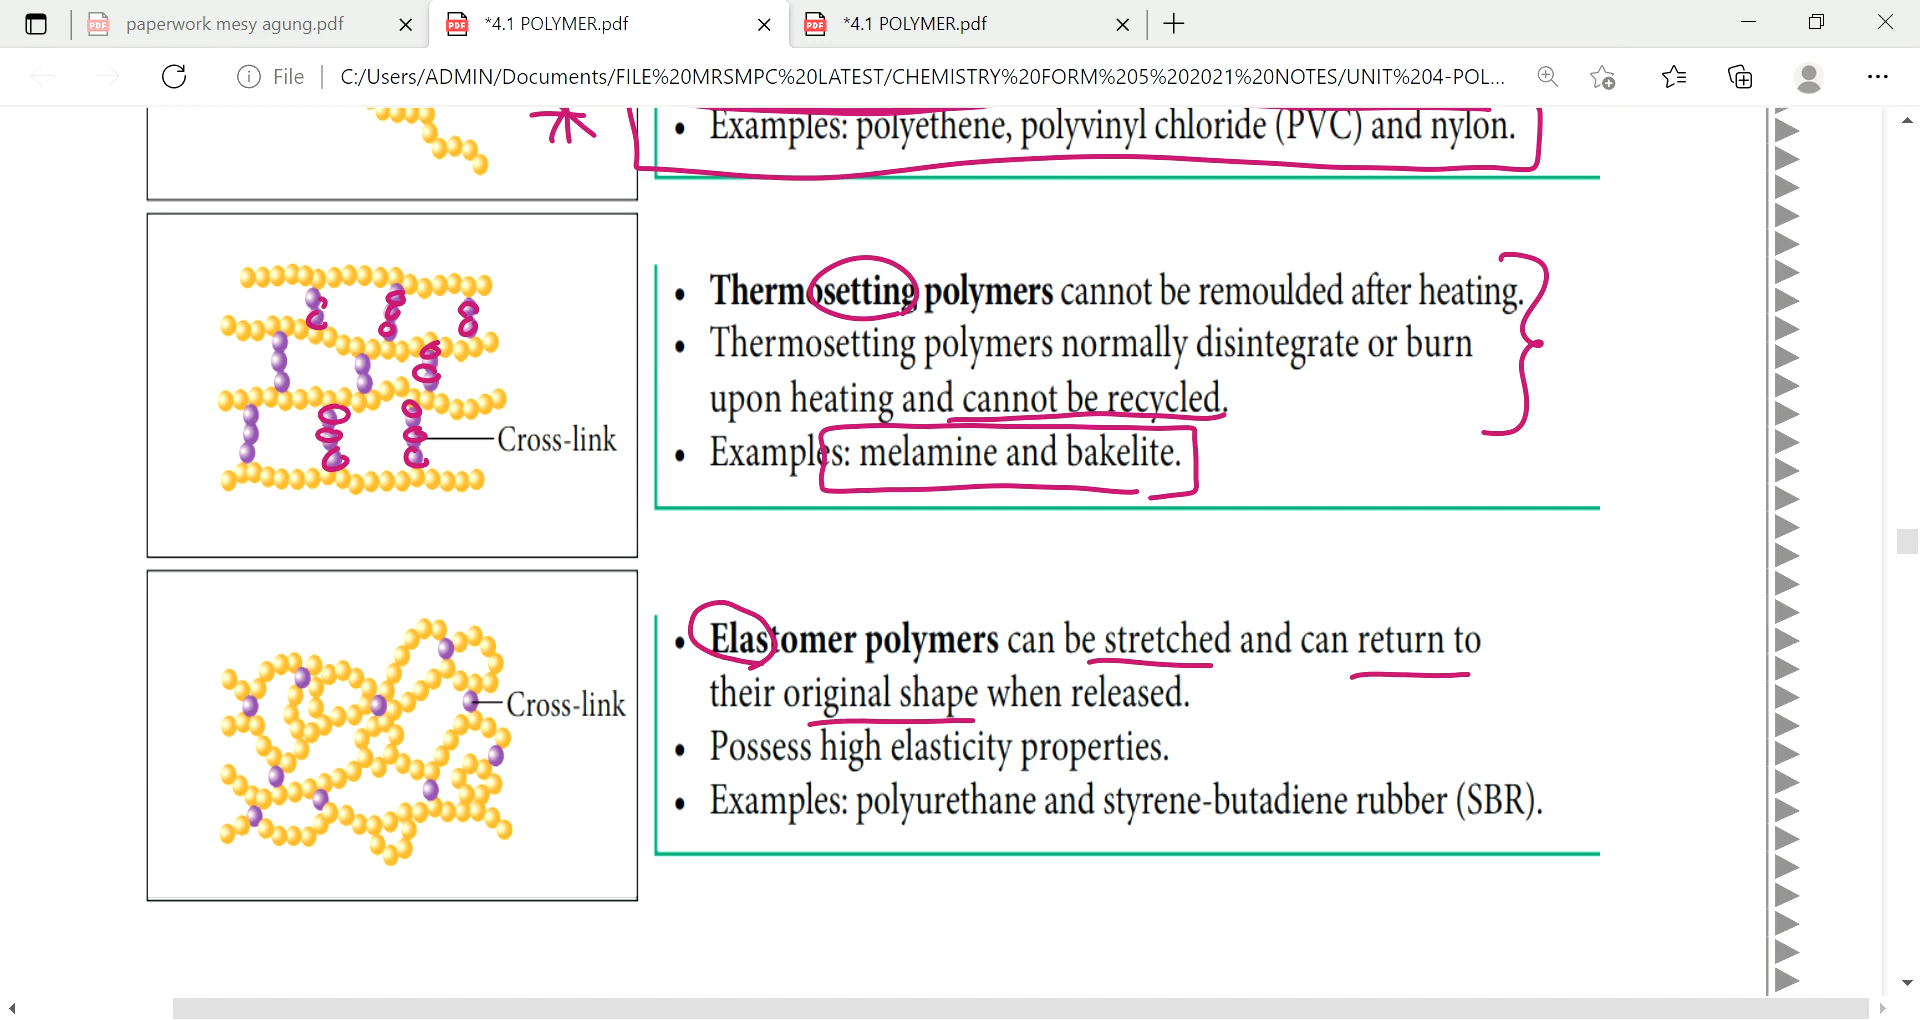 paperwork mesy agung.pdf
*4.1 POLYMER.pdf
*4.1 POLYMER.pdf
File
C:/Users/ADMIN/Documents/FILE%20MRSMPC%20LATEST/CHEMISTRY%20FORM%205%202021%20NOTES/UNIT%204-POL...
• Examples: polyethene, polyvinyl chloride (PVC) and nylon.
Cross-link
• Thermosetting polymers cannot be remoulded after heating.
• Thermosetting polymers normally disintegrate or burn
upon heating and cannot be recycled.
• Examples: melamine and bakelite.
Cross-link
• Elastomer polymers can be stretched and can return to
their original shape when released.
• Possess high elasticity properties.
• Examples: polyurethane and styrene-butadiene rubber (SBR).